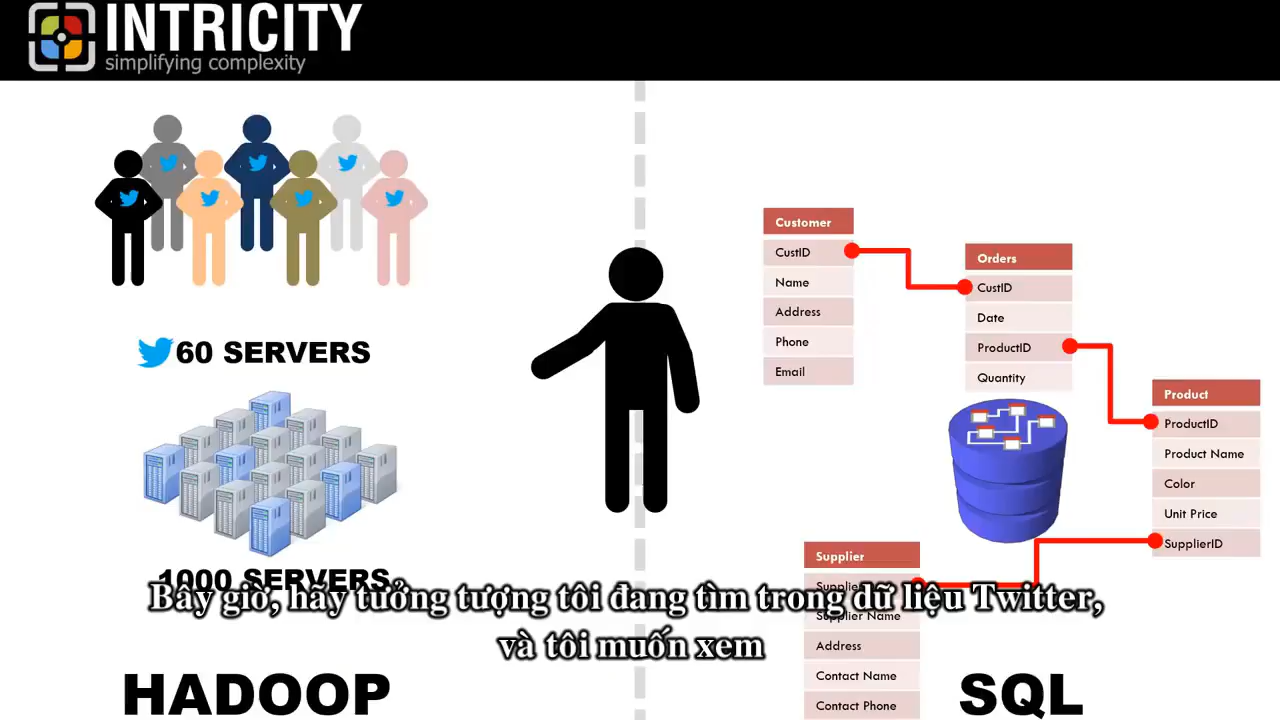 INTRICITY
simplifying complexity
60 SERVERS
1000 SERVERS
HADOOP
Customer
CustID
Name
Address
Phone
Email
Orders
CustID
Date
ProductID
Quantity
Product
ProductID
Product Name
Color
Unit Price
SupplierID
Supplier
Supplier Name
Address
Contact Name
Contact Phone
SQL
Bây giờ, hãy tưởng tượng tôi đang tìm trong dữ liệu Twitter,
và tôi muốn xem